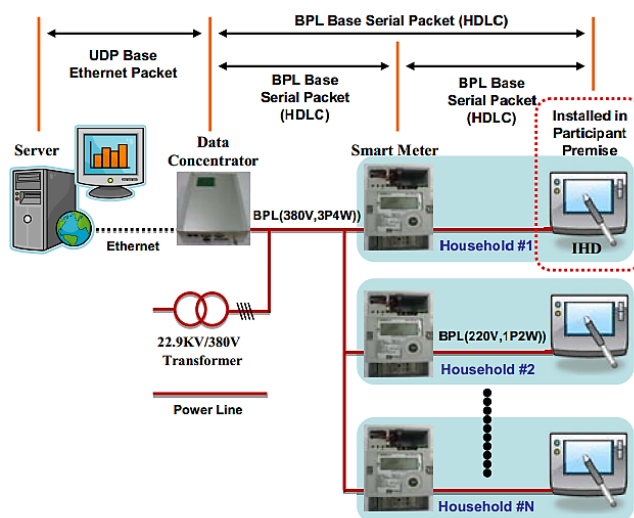 BPL Base Serial Packet (HDLC)
UDP Base
Ethernet Packet
BPL Base
Serial Packet
(HDLC)
BPL Base
Serial Packet
(HDLC)
Installed in
Participant
Premise
Server
Data
Concentrator
Smart Meter
BPL(380V,3P4W))
Ethernet
Household #1
IHD
22.9KV/380V
Transformer
BPL(220V,1P2W))
Household #2
Power Line
Household #N